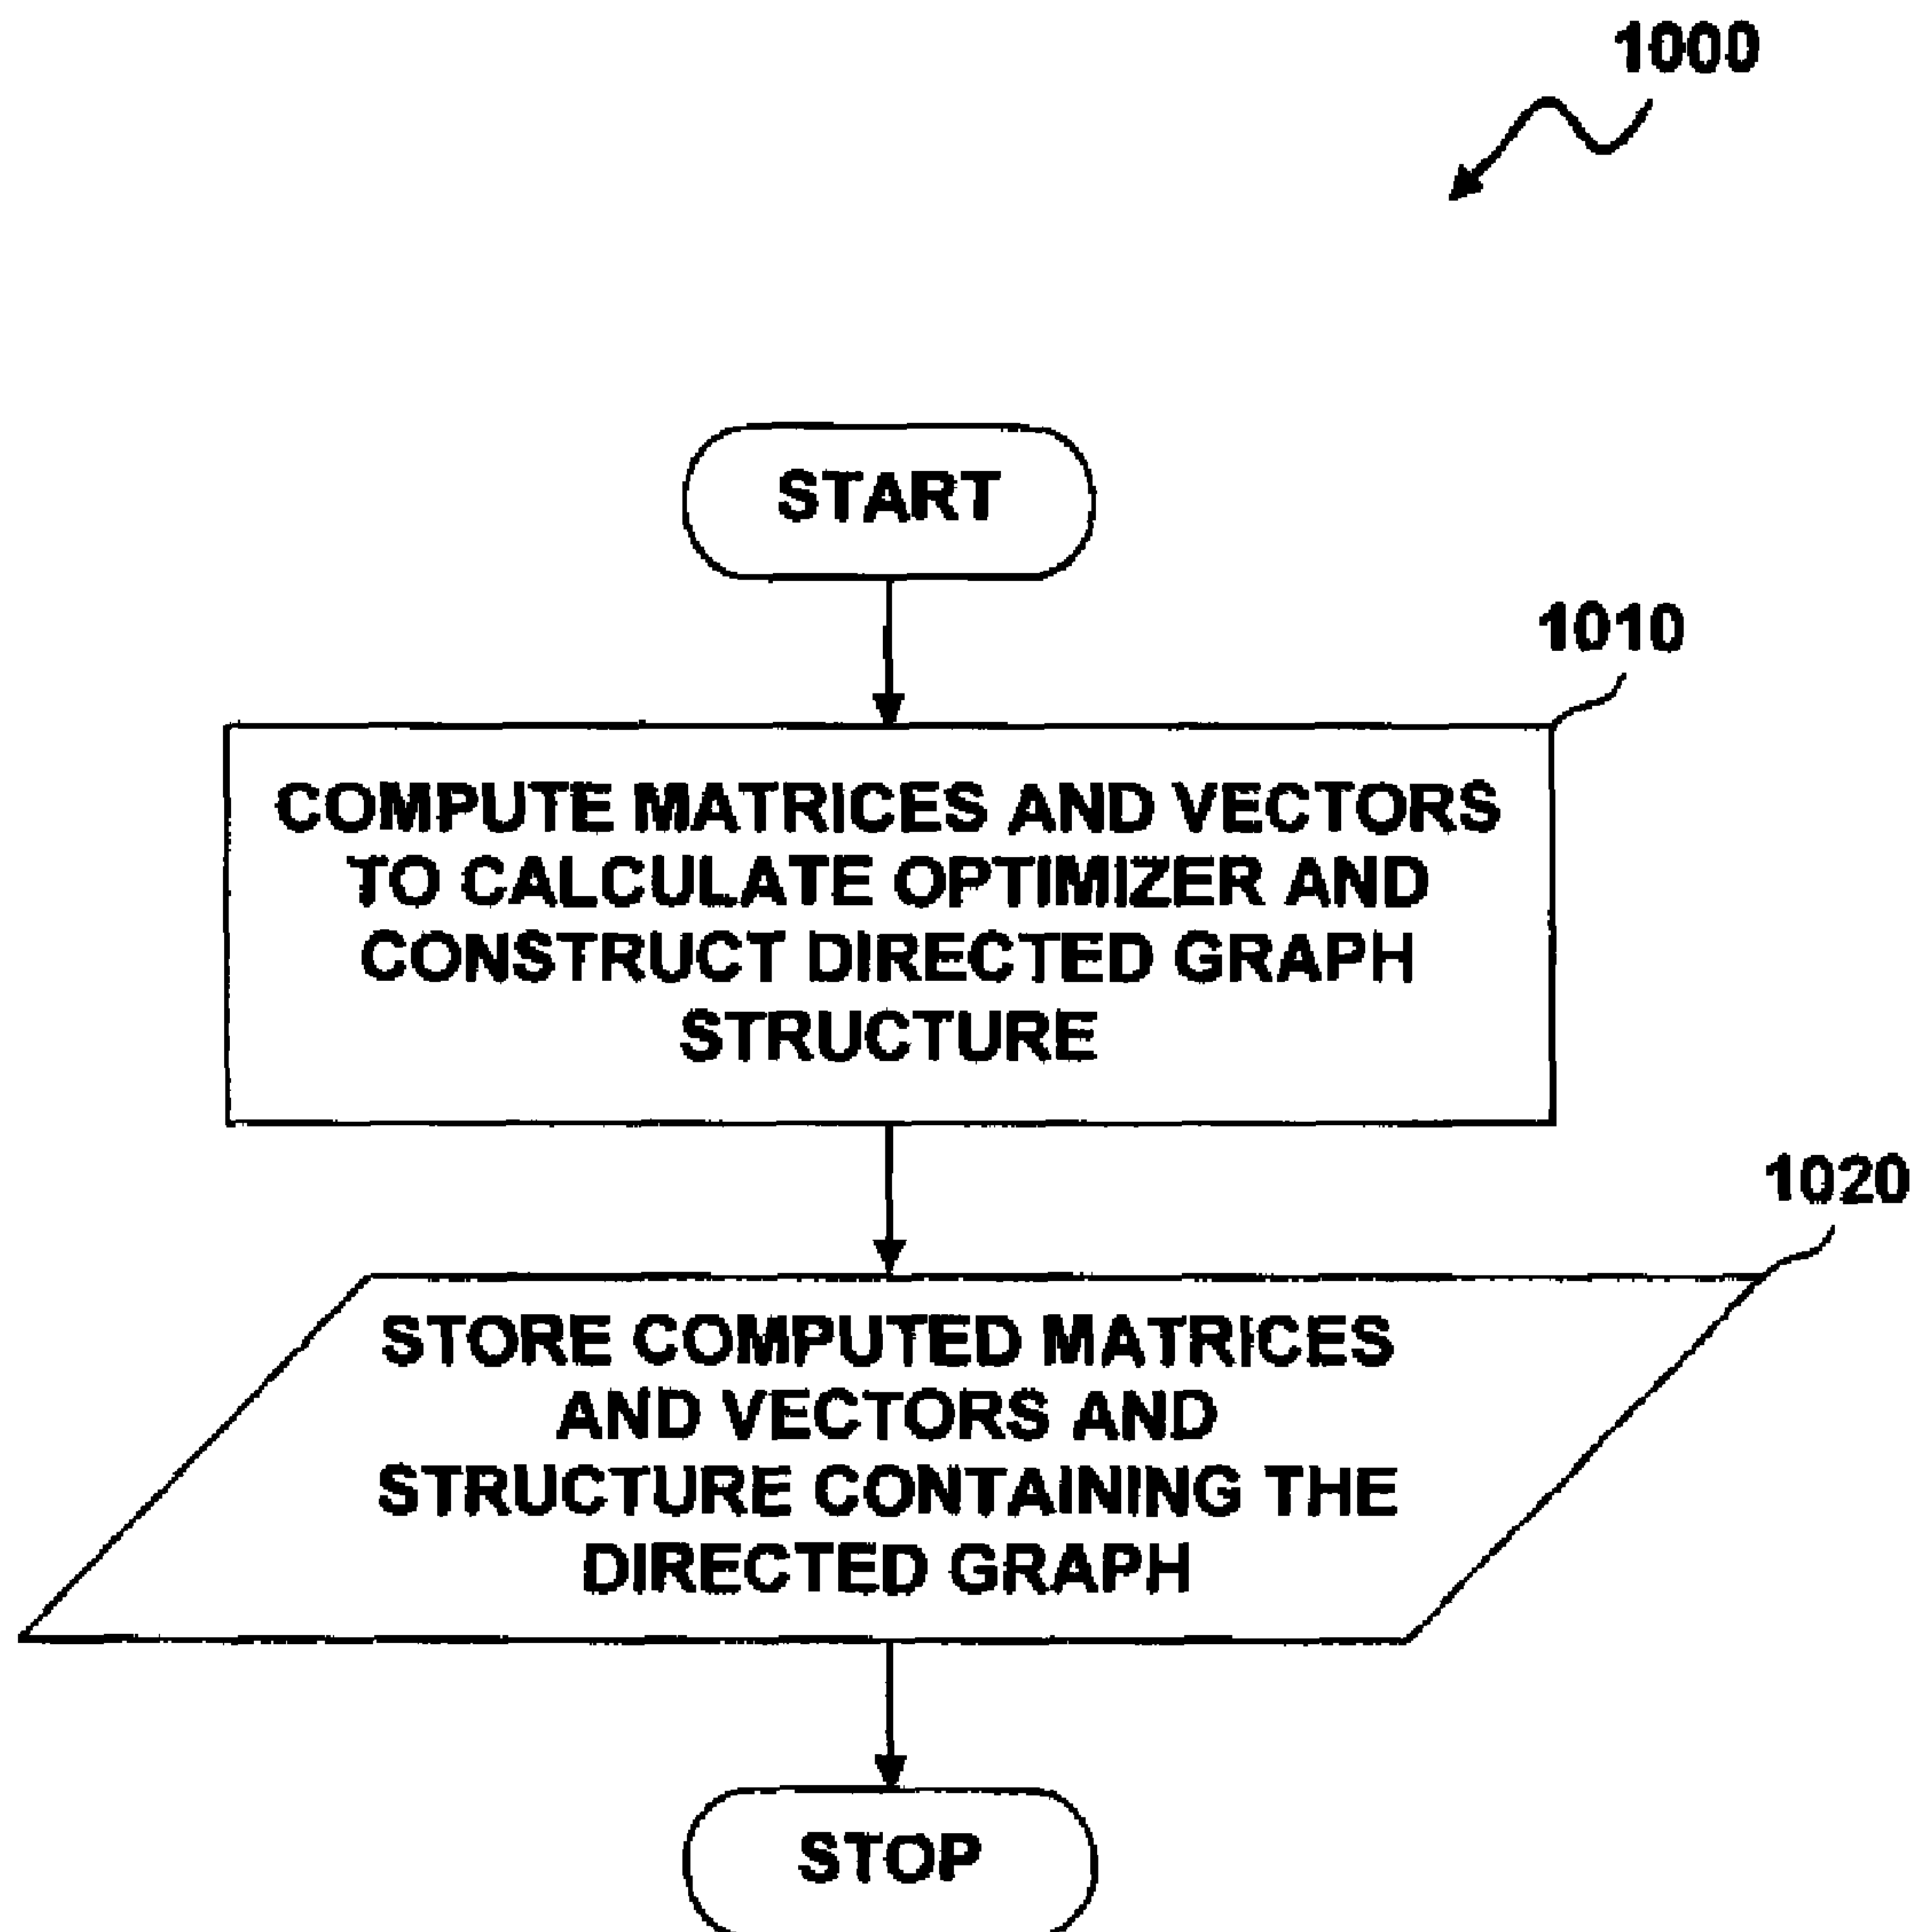 1000
START
1010
COMPUTE MATRICES AND VECTORS
TO CALCULATE OPTIMIZER AND
CONSTRUCT DIRECTED GRAPH
STRUCTURE
1020
STORE COMPUTED MATRICES
AND VECTORS AND
STRUCTURE CONTAINING THE
DIRECTED GRAPH
STOP